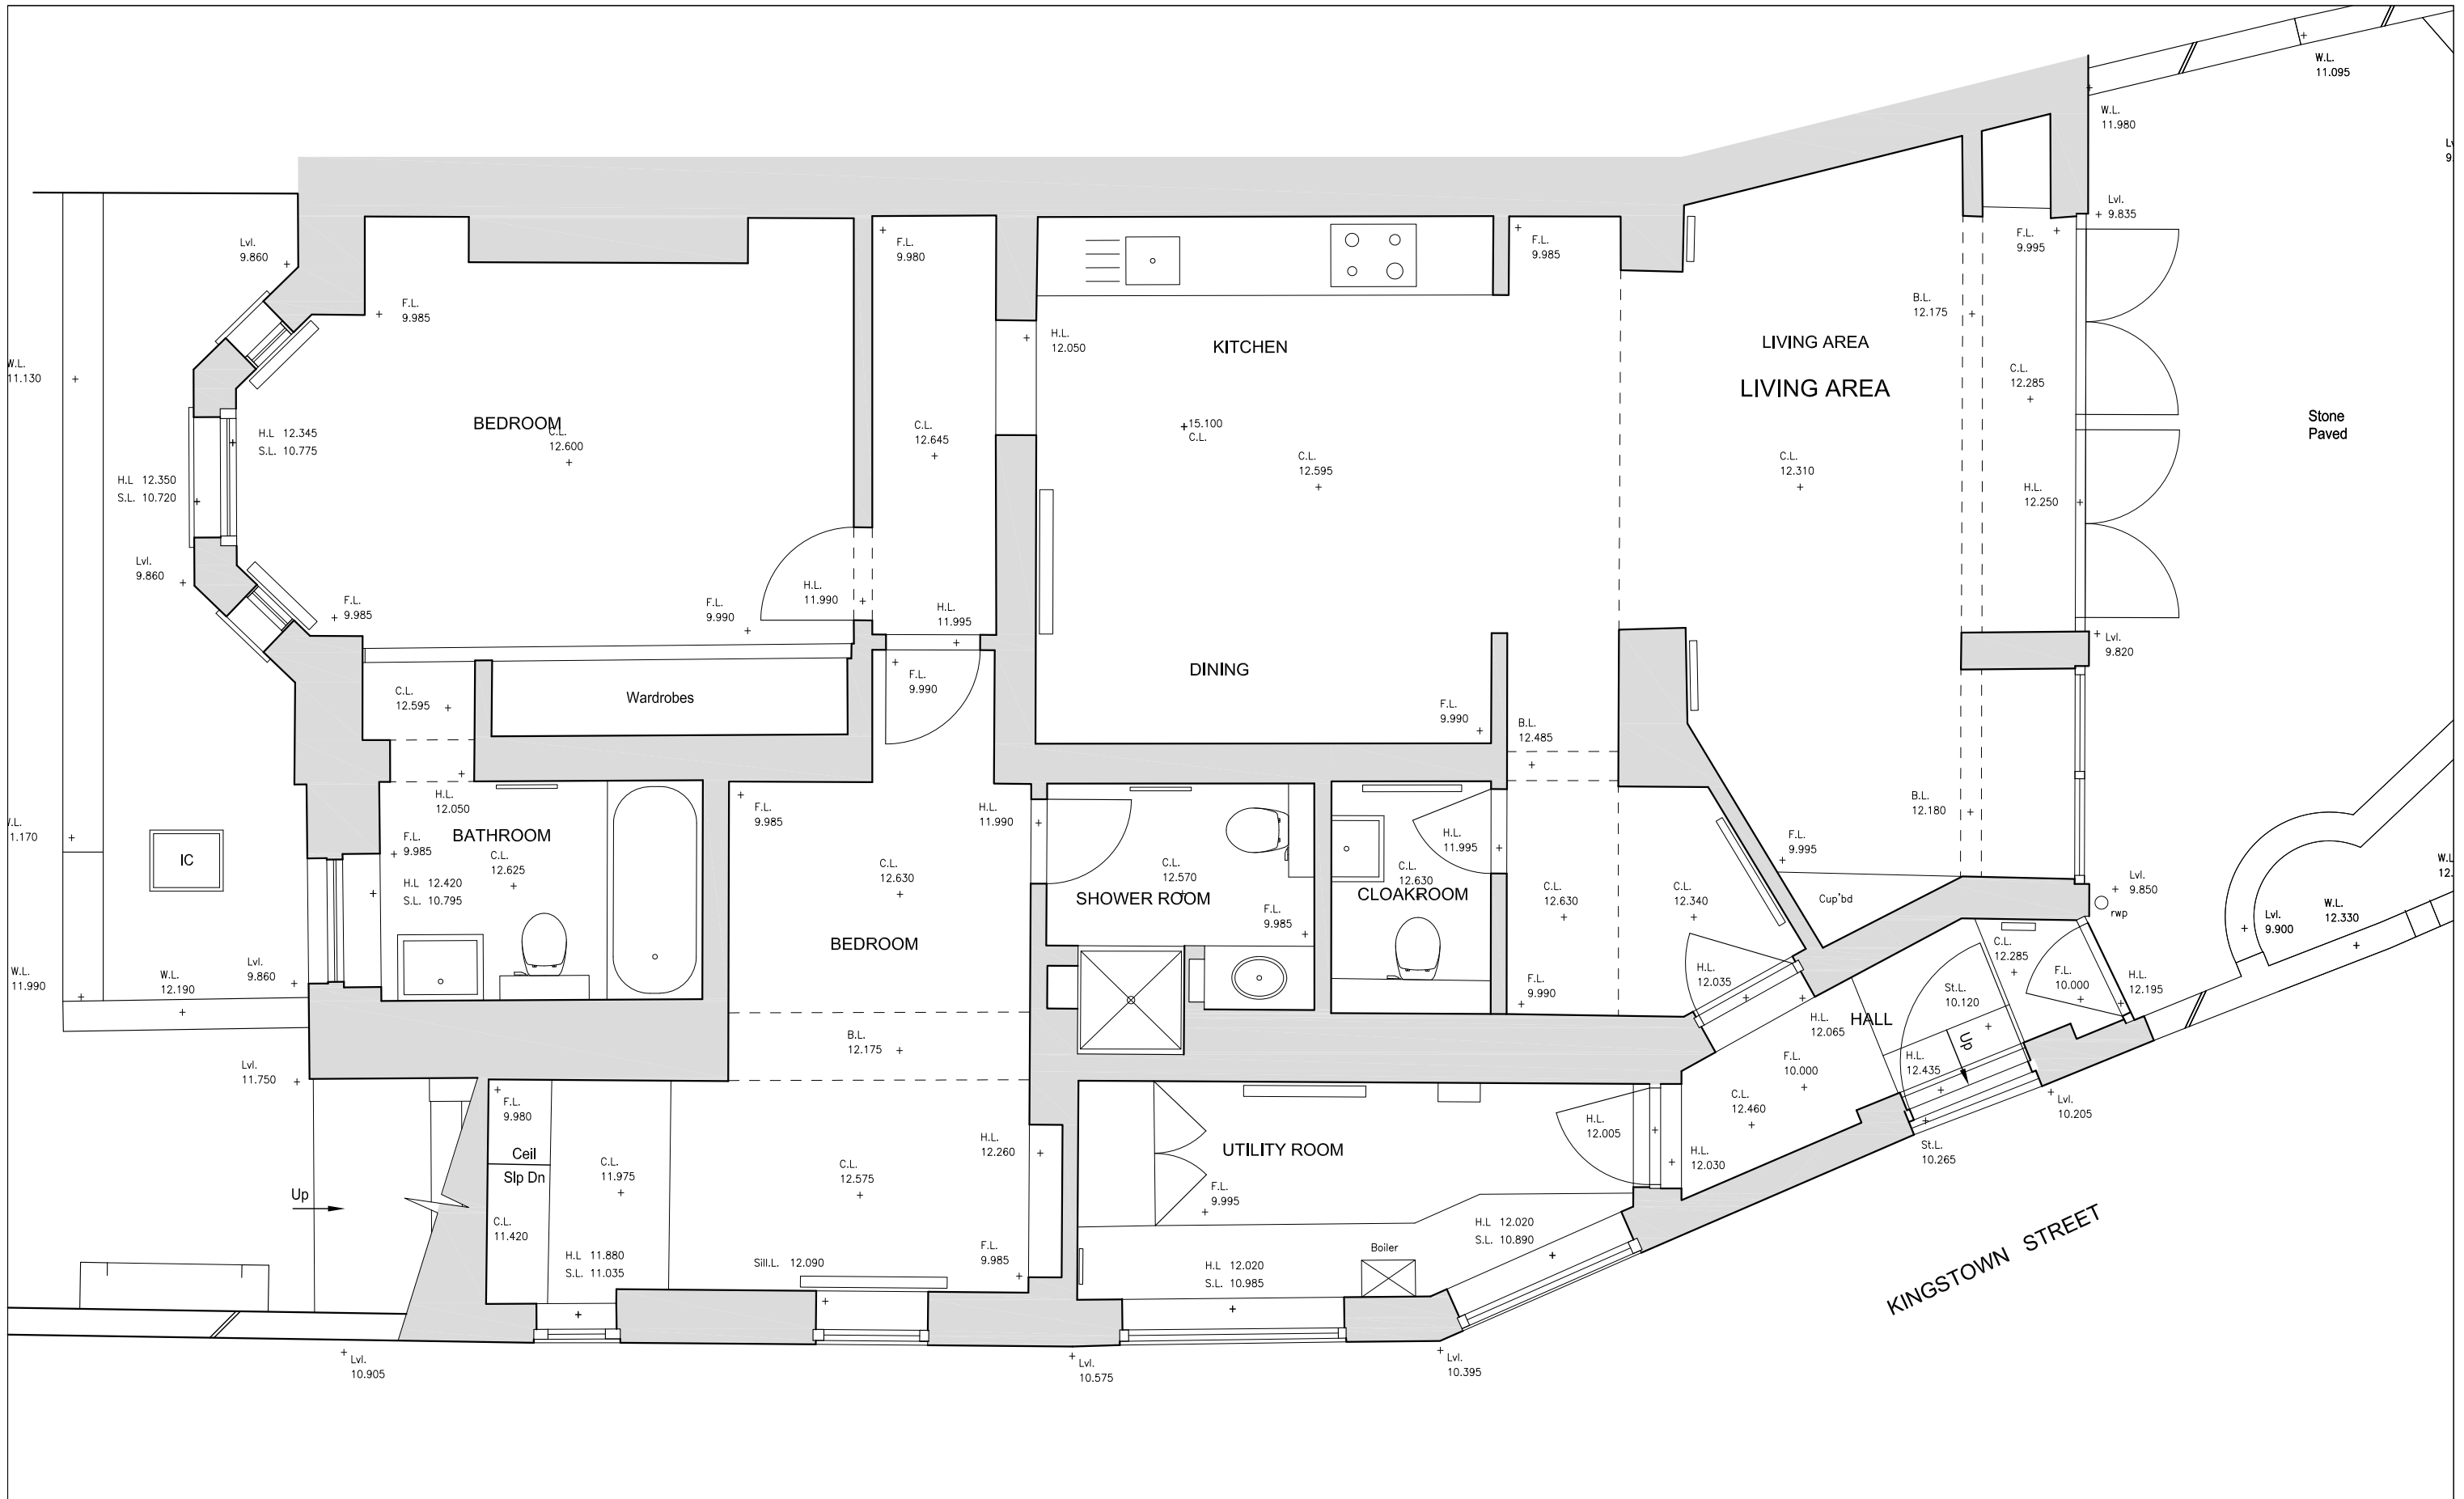 W.L.
11.095
W.L.
11.980
Lvl.
9.835
Lvl.
9.860
F.L.
9.980
F.L.
9.985
F.L.
9.995
F.L.
9.985
B.L.
12.175
H.L.
12.050
KITCHEN
LIVING AREA
LIVING AREA
W.L.
11.130
C.L.
12.285
BEDROOM
C.L.
12.600
H.L 12.345
S.L. 10.775
C.L.
12.645
15.100
C.L.
C.L.
12.595
C.L.
12.310
Stone
Paved
H.L 12.350
S.L. 10.720
H.L.
12.250
Lvl.
9.860
F.L.
9.985
F.L.
9.990
H.L.
11.990
H.L.
11.995
Lvl.
9.820
F.L.
9.990
DINING
C.L.
12.595
Wardrobes
F.L.
9.990
B.L.
12.485
H.L.
12.050
F.L.
9.985
H.L.
11.990
B.L.
12.180
BATHROOM
F.L.
9.985
C.L.
12.625
H.L 12.420
S.L. 10.795
IC
C.L.
12.630
C.L.
12.570
SHOWER ROOM
F.L.
9.985
H.L.
11.995
C.L.
12.630
CLOAKROOM
C.L.
12.630
C.L.
12.340
F.L.
9.995
Cup'bd
Lvl.
9.850
rwp
Lvl.
9.900
W.L.
12.330
BEDROOM
W.L.
11.990
W.L.
12.190
Lvl.
9.860
F.L.
9.990
H.L.
12.035
C.L.
12.285
F.L.
10.000
H.L.
12.195
St.L.
10.120
HALL
H.L.
12.065
Up
B.L.
12.175
Lvl.
11.750
F.L.
10.000
H.L.
12.435
C.L.
12.460
Lvl.
10.205
F.L.
9.980
Ceil
Slp Dn
C.L.
11.975
C.L.
12.575
H.L.
12.260
UTILITY ROOM
H.L.
12.005
H.L.
12.030
St.L.
10.265
Up
F.L.
9.995
C.L.
11.420
H.L 11.880
S.L. 11.035
Sill.L. 12.090
F.L.
9.985
H.L 12.020
S.L. 10.985
H.L 12.020
S.L. 10.890
Boiler
KINGSTOWN STREET
Lvl.
10.905
Lvl.
10.575
Lvl.
10.395